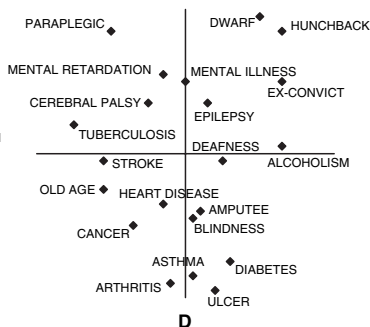 PARAPLEGIC
DWARF
HUNCHBACK
MENTAL RETARDATION
MENTAL ILLNESS
EX-CONVICT
CEREBRAL PALSY
EPILEPSY
TUBERCULOSIS
DEAFNESS
STROKE
ALCOHOLISM
OLD AGE
HEART DISEASE
AMPUTEE
CANCER
BLINDNESS
ASTHMA
DIABETES
ARTHRITIS
ULCER
D